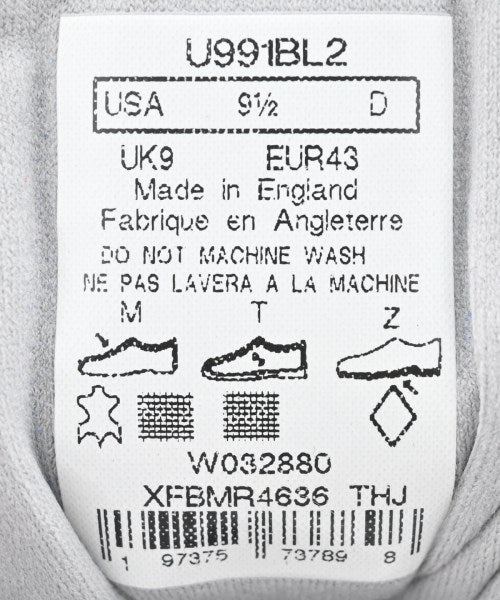 U991BL2
USA 9½ D
UK9 EUR43
Made in England
Fabrique en Angleterre
DO NOT MACHINE WASH
NE PAS LAVERA A LA MACHINE
M T Z
W032880
XFBMR4636 THJ
1 97375 73789 8